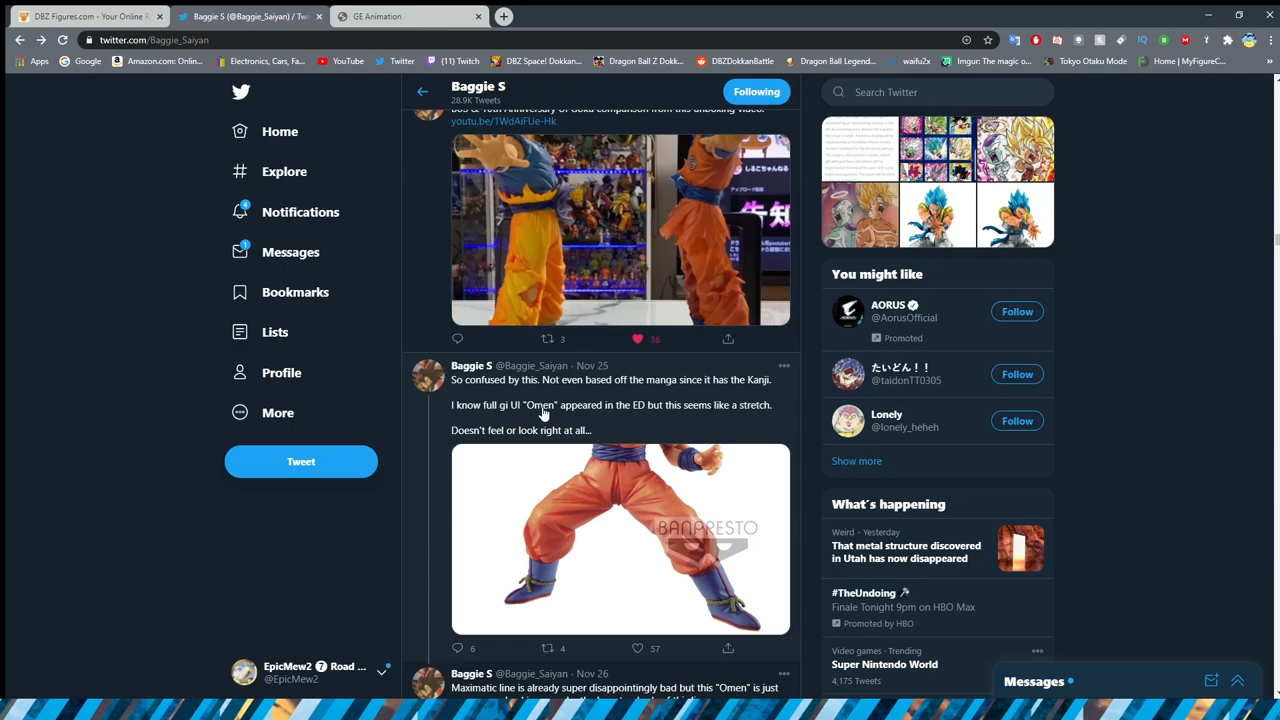 DBZ Figures.com - Your Online R
Baggie S (@Baggie_Saiyan) / Twi
GE Animation
twitter.com/Baggie_Saiyan
Apps
Google
Amazon.com: Onlin...
Electronics, Cars, Fa...
YouTube
Twitter
(11) Twitch
DBZ Space! Dokkan...
Dragon Ball Z Dokk...
DBZDokkanBattle
Dragon Ball Legend...
waifu2x
Imgur: The magic o...
Tokyo Otaku Mode
Home | MyFigureC...
Home
Explore
Notifications
4
Messages
1
Bookmarks
Lists
Profile
More
Tweet
EpicMew2 7 Road ...
@EpicMew2
Baggie S
28.9K Tweets
Following
youtu.be/1WdAiFUe-Hk
告知
3
36
Baggie S @Baggie_Saiyan · Nov 25
So confused by this. Not even based off the manga since it has the Kanji.
I know full gi UI "Omen" appeared in the ED but this seems like a stretch.
Doesn't feel or look right at all...
BANPRESTO
6
4
57
Baggie S @Baggie_Saiyan · Nov 26
Maximatic line is already super disappointingly bad but this "Omen" is just
Search Twitter
You might like
AORUS
@AorusOfficial
Promoted
Follow
たいどん！！
@taidonTT0305
Follow
Lonely
@lonely_heheh
Follow
Show more
What's happening
Weird · Yesterday
That metal structure discovered
in Utah has now disappeared
#TheUndoing
Finale Tonight 9pm on HBO Max
Promoted by HBO
Video games · Trending
Super Nintendo World
4,175 Tweets
Messages